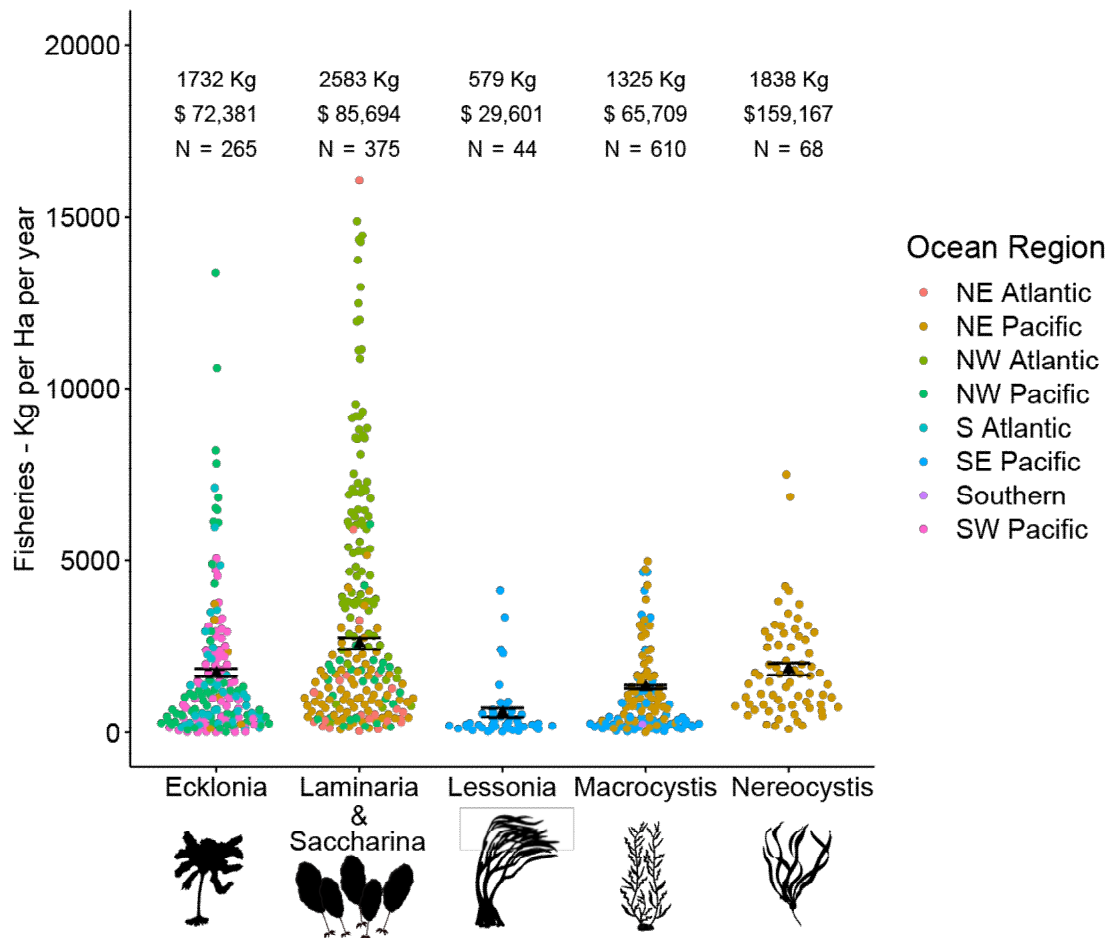 Fisheries - Kg per Ha per year
20000
15000
10000
5000
0
1732 Kg
$ 72,381
N = 265
2583 Kg
$ 85,694
N = 375
579 Kg
$ 29,601
N = 44
1325 Kg
$ 65,709
N = 610
1838 Kg
$159,167
N = 68
Ecklonia
Laminaria
&
Saccharina
Lessonia
Macrocystis
Nereocystis
Ocean Region
NE Atlantic
NE Pacific
NW Atlantic
NW Pacific
S Atlantic
SE Pacific
Southern
SW Pacific